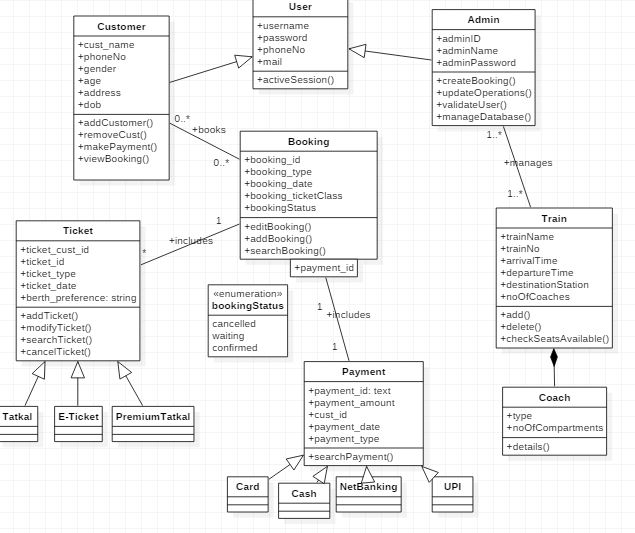 User
+username
+password
+phoneNo
+mail
+activeSession()
Customer
+cust_name
+phoneNo
+gender
+age
+address
+dob
+addCustomer()
+removeCust()
+makePayment()
+viewBooking()
Admin
+adminID
+adminName
+adminPassword
+createBooking()
+updateOperations()
+validateUser()
+manageDatabase()
0..*
+books
0..*
1..*
+manages
1..*
Booking
+booking_id
+booking_type
+booking_date
+booking_ticketClass
+bookingStatus
+editBooking()
+addBooking()
+searchBooking()
+payment_id
1
+includes
*
Ticket
+ticket_cust_id
+ticket_id
+ticket_type
+ticket_date
+berth_preference: string
+addTicket()
+modifyTicket()
+searchTicket()
+cancelTicket()
Train
+trainName
+trainNo
+arrivalTime
+departureTime
+destinationStation
+noOfCoaches
+add()
+delete()
+checkSeatsAvailable()
«enumeration»
bookingStatus
cancelled
waiting
confirmed
1
+includes
1
Payment
+payment_id: text
+payment_amount
+cust_id
+payment_date
+payment_type
+searchPayment()
Coach
+type
+noOfCompartments
+details()
Tatkal
E-Ticket
PremiumTatkal
Card
Cash
NetBanking
UPI